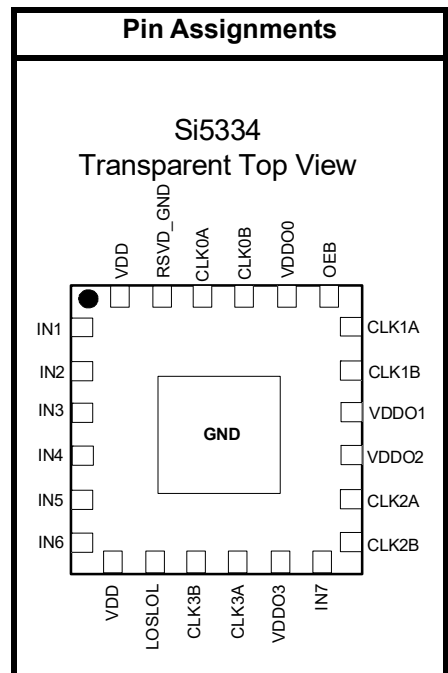 Pin Assignments
Si5334
Transparent Top View
VDD
RSVD_GND
CLK0A
CLK0B
VDDO0
OEB
IN1
IN2
IN3
IN4
IN5
IN6
GND
CLK1A
CLK1B
VDDO1
VDDO2
CLK2A
CLK2B
VDD
LOSLOL
CLK3B
CLK3A
VDDO3
IN7